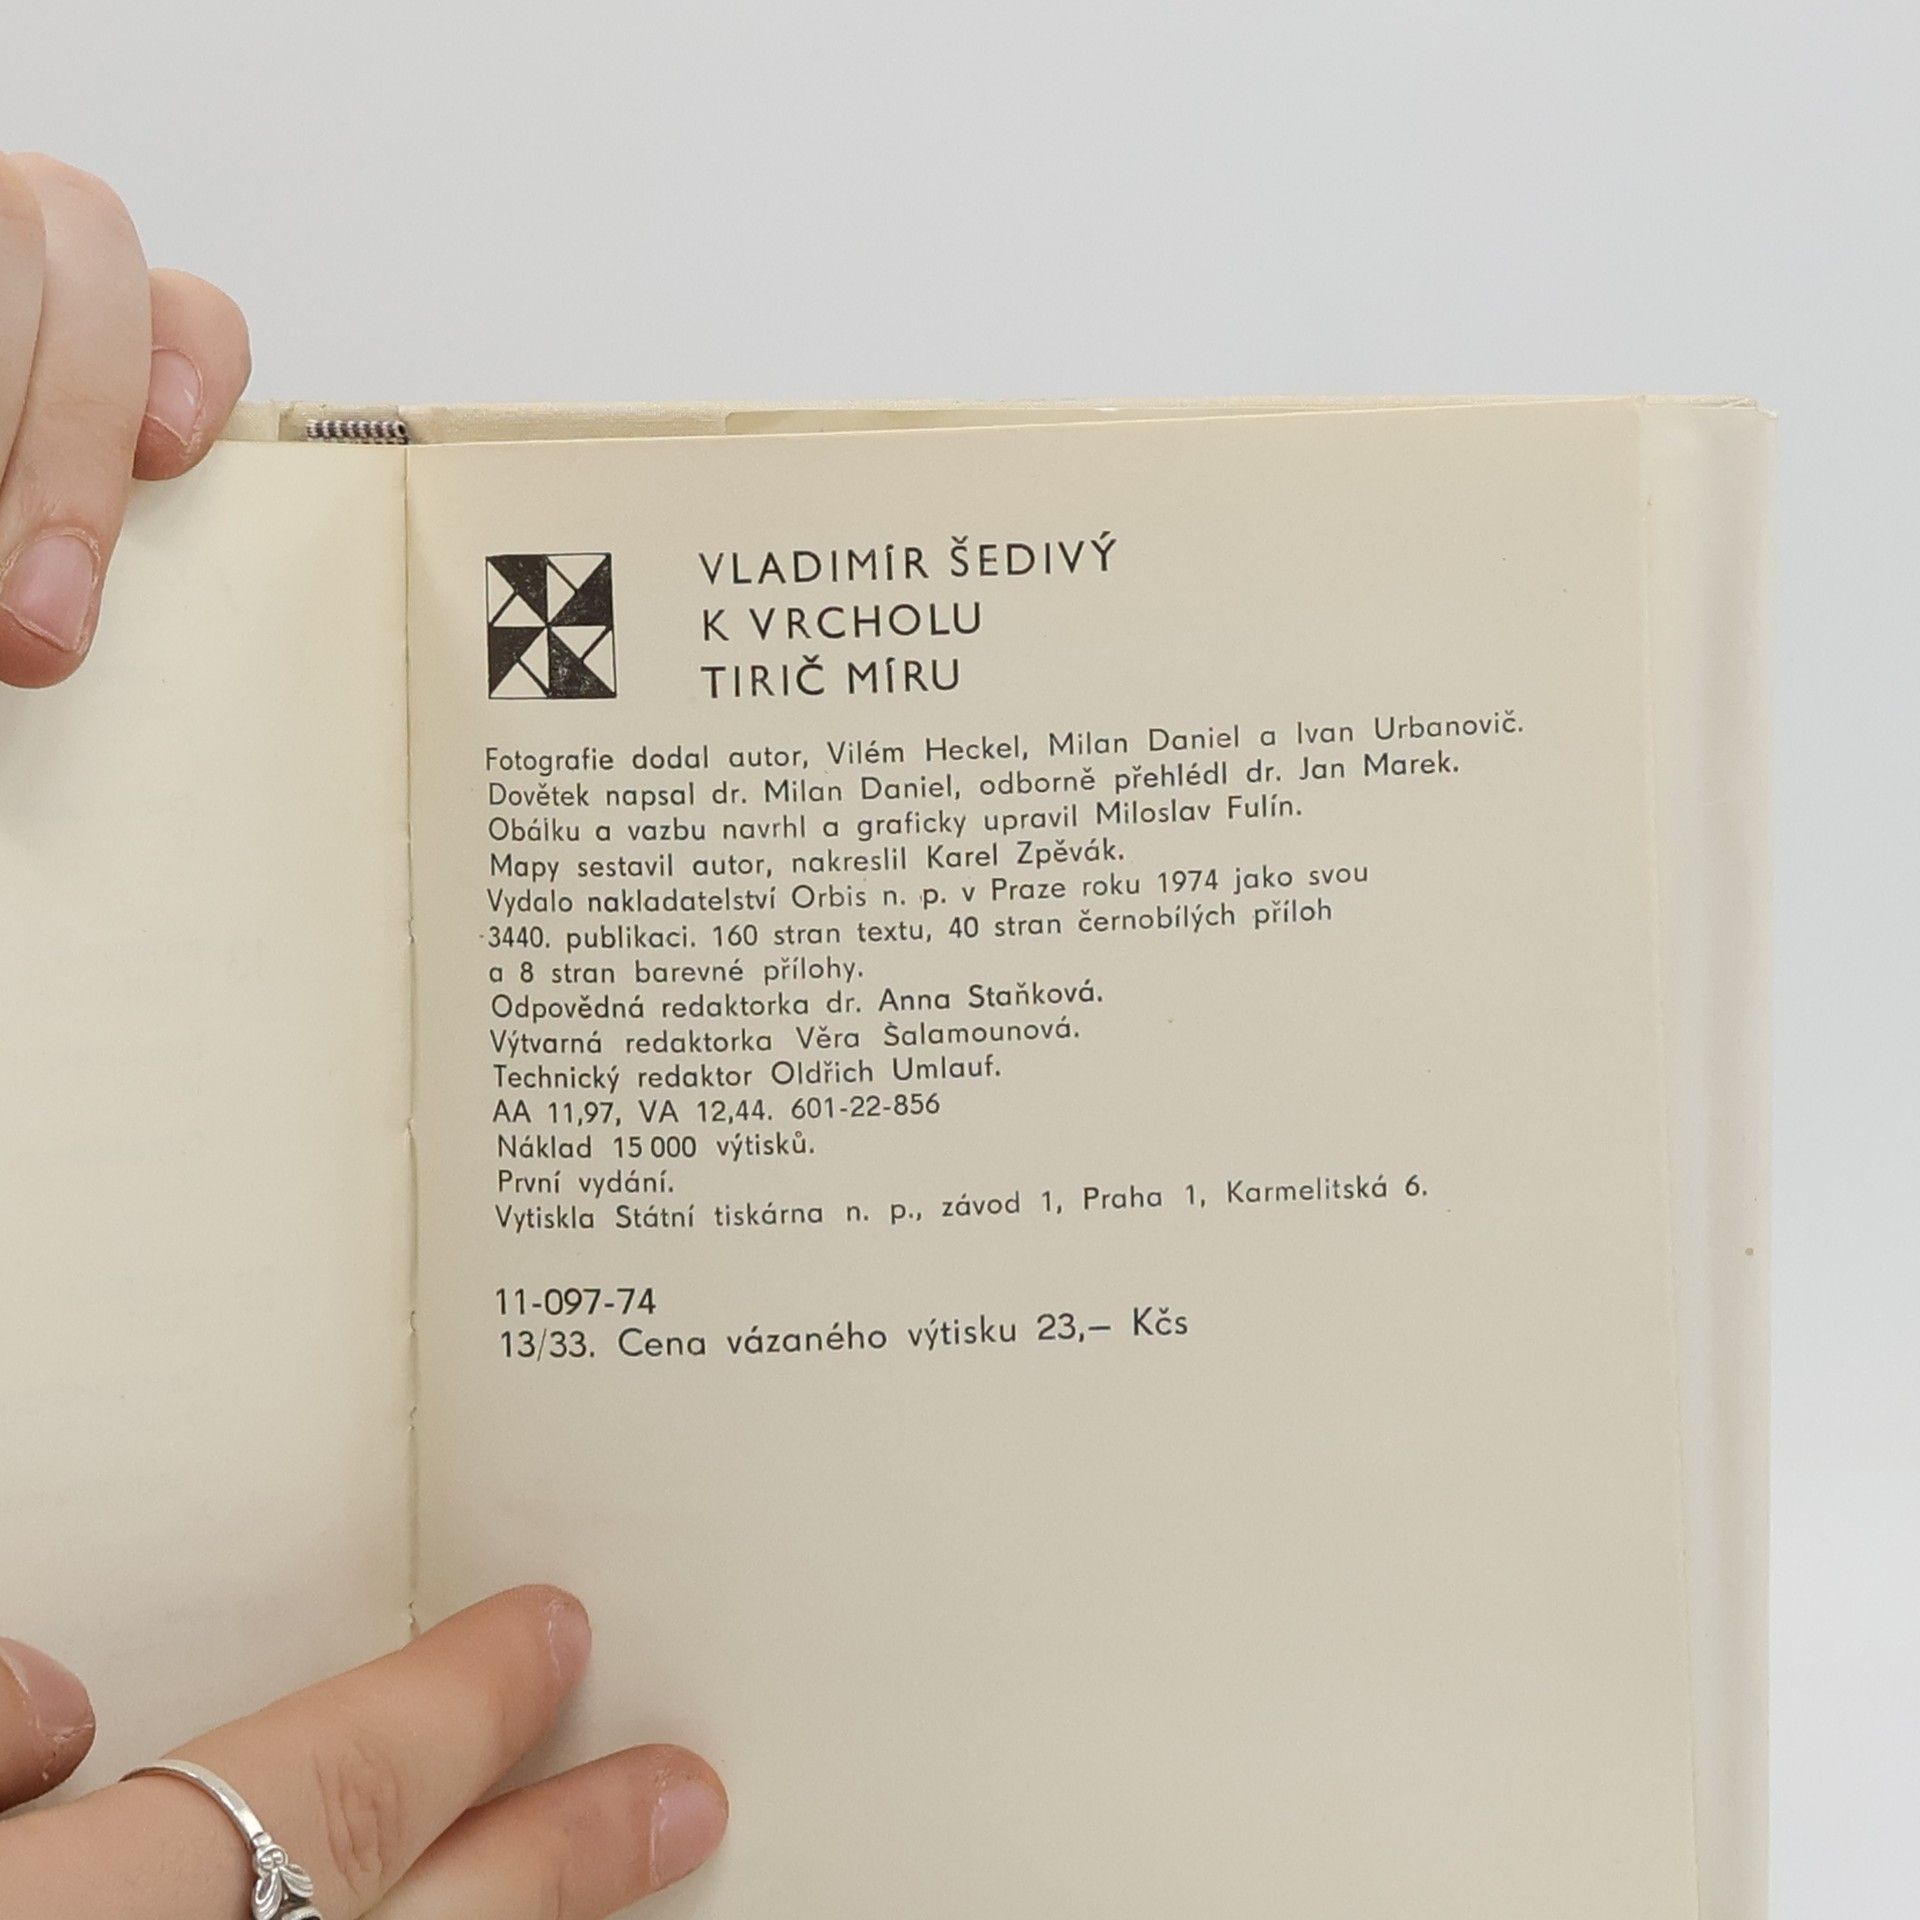 VLADIMÍR ŠEDIVÝ
K VRCHOLU
TIRIČ MÍRU
Fotografie dodal autor, Vilém Heckel, Milan Daniel a Ivan Urbanovič.
Dovětek napsal dr. Milan Daniel, odborně přehlédl dr. Jan Marek.
Obálku a vazbu navrhl a graficky upravil Miloslav Fulín.
Mapy sestavil autor, nakreslil Karel Zpěvák.
Vydalo nakladatelství Orbis n. p. v Praze roku 1974 jako svou
3440. publikaci. 160 stran textu, 40 stran černobílých příloh
a 8 stran barevné přílohy.
Odpovědná redaktorka dr. Anna Staňková.
Výtvarná redaktorka Věra Šalamounová.
Technický redaktor Oldřich Umlauf.
AA 11,97, VA 12,44. 601-22-856
Náklad 15 000 výtisků.
První vydání.
Vytiskla Státní tiskárna n. p., závod 1, Praha 1, Karmelitská 6.
11-097-74
13/33. Cena vázaného výtisku 23,— Kčs